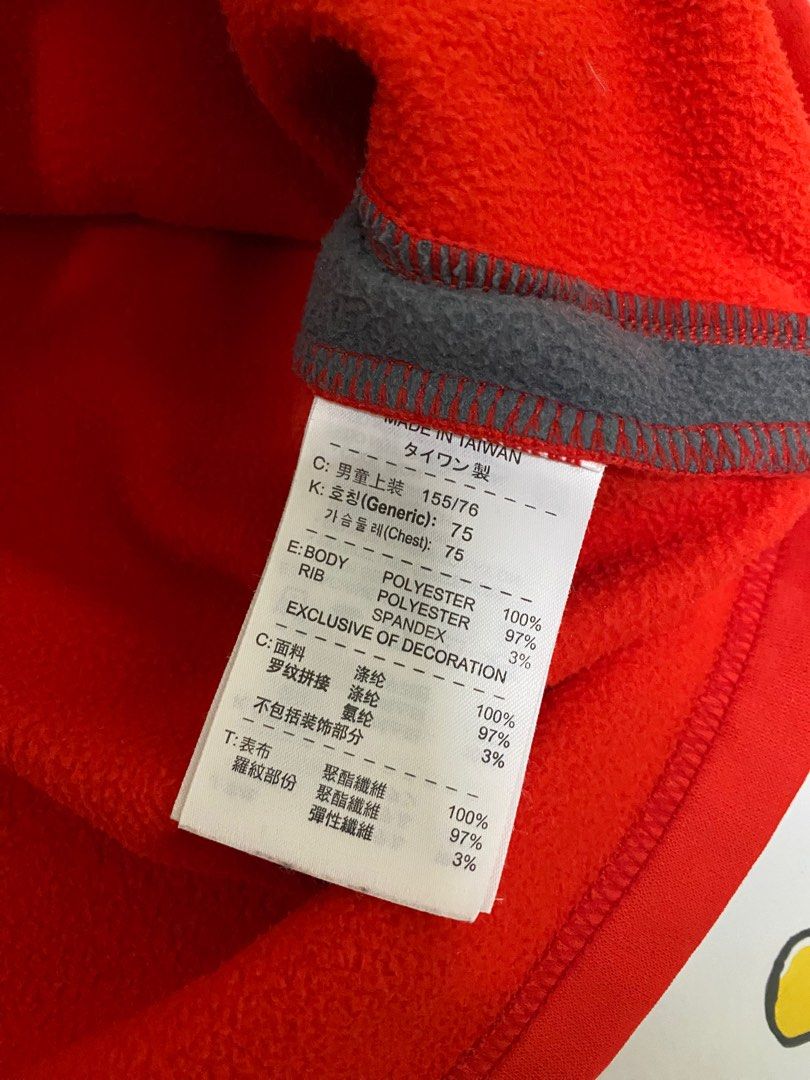 MADE IN TAIWAN
タイワン製
C: 男童上装 155/76
K: 호칭(Generic): 75
가슴둘레(Chest): 75
E: BODY POLYESTER 100%
RIB POLYESTER 97%
SPANDEX 3%
EXCLUSIVE OF DECORATION
C: 面料 涤纶 100%
罗纹拼接 涤纶 97%
氨纶 3%
不包括装饰部分
T: 表布 聚酯纖維 100%
羅紋部份 聚酯纖維 97%
彈性纖維 3%